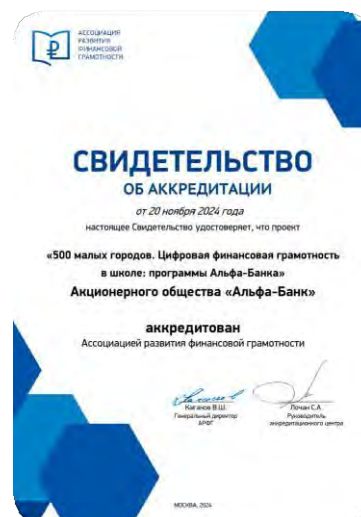 АССОЦИАЦИЯ
РАЗВИТИЯ
ФИНАНСОВОЙ
ГРАМОТНОСТИ
СВИДЕТЕЛЬСТВО
ОБ АККРЕДИТАЦИИ
от 20 ноября 2024 года
настоящее Свидетельство удостоверяет, что проект
«500 малых городов. Цифровая финансовая грамотность
в школе: программы Альфа-Банка»
Акционерного общества «Альфа-Банк»
аккредитован
Ассоциацией развития финансовой грамотности
Каганов В.Ш.
Генеральный директор
АРФГ
Лочан С.А.
Руководитель
аккредитационного центра
МОСКВА, 2024